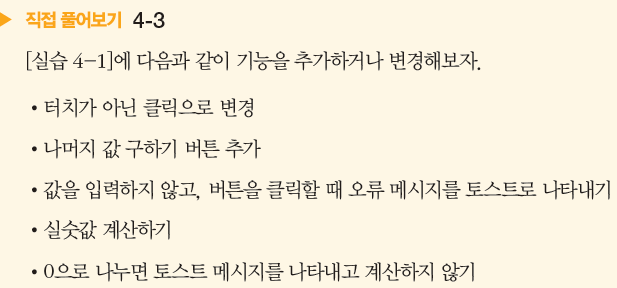 ▶ 직접 풀어보기 4-3
[실습 4-1]에 다음과 같이 기능을 추가하거나 변경해보자.
• 터치가 아닌 클릭으로 변경
• 나머지 값 구하기 버튼 추가
• 값을 입력하지 않고, 버튼을 클릭할 때 오류 메시지를 토스트로 나타내기
• 실숫값 계산하기
• 0으로 나누면 토스트 메시지를 나타내고 계산하지 않기